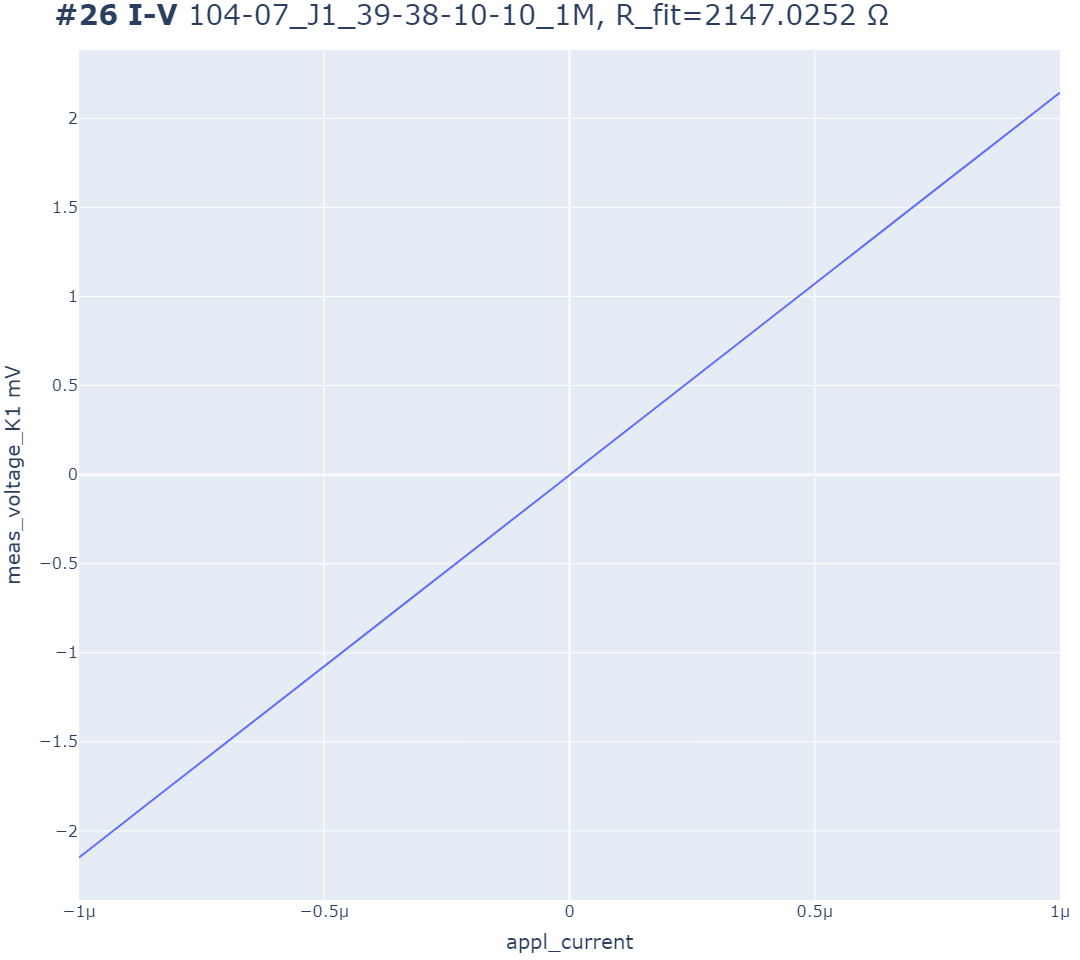 #26 I-V 104-07_J1_39-38-10-10_1M, R_fit=2147.0252 Ω
meas_voltage_K1 mV
2
1.5
1
0.5
0
−0.5
−1
−1.5
−2
−1μ
−0.5μ
0
0.5μ
1μ
appl_current